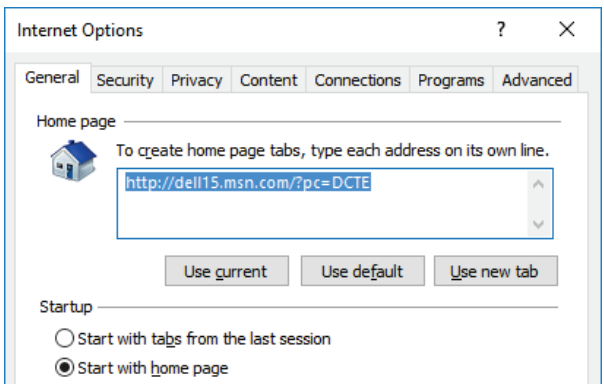 Internet Options ?
General Security Privacy Content Connections Programs Advanced
Home page
To create home page tabs, type each address on its own line.
http://dell15.msn.com/?pc=DCTE
Use current Use default Use new tab
Startup
Start with tabs from the last session
Start with home page